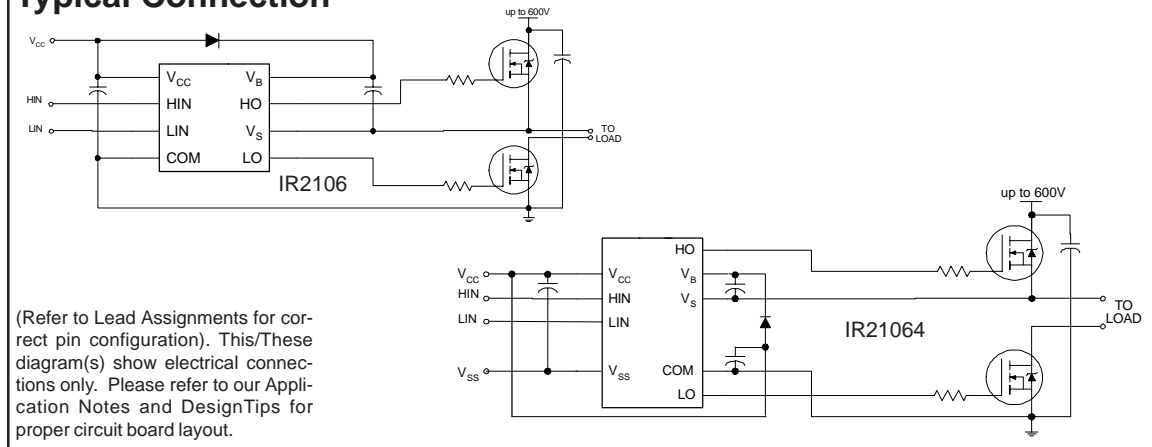 Typical Connection
up to 600V
VCC
VCC
VB
HIN
HIN
HO
LIN
LIN
VS
TO
LOAD
COM
LO
IR2106
up to 600V
HO
VCC
VCC
VB
HIN
HIN
VS
TO
LOAD
LIN
LIN
IR21064
VSS
VSS
COM
LO
(Refer to Lead Assignments for cor-
rect pin configuration). This/These
diagram(s) show electrical connec-
tions only. Please refer to our Appli-
cation Notes and DesignTips for
proper circuit board layout.